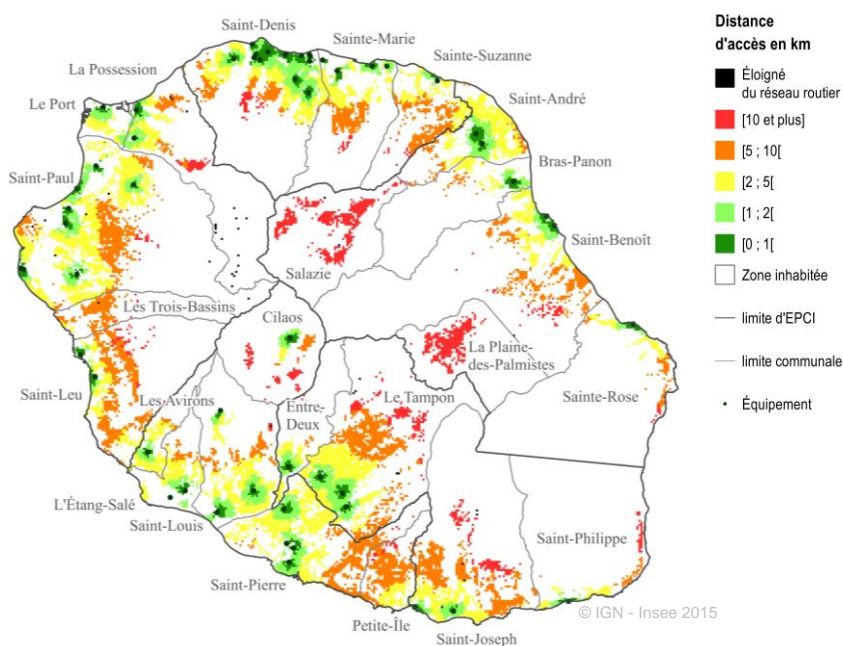 Saint-Denis
Sainte-Marie
Sainte-Suzanne
La Possession
Le Port
Saint-André
Bras-Panon
Saint-Paul
Saint-Benoît
Salazie
Les Trois-Bassins
Cilaos
La Plaine-
des-Palmistes
Saint-Leu
Les Avirons
Entre-
Deux
Le Tampon
Sainte-Rose
L'Étang-Salé
Saint-Louis
Saint-Philippe
Saint-Pierre
Petite-Île
Saint-Joseph
© IGN - Insee 2015
Distance
d'accès en km
Éloigné
du réseau routier
[10 et plus]
[5 ; 10[
[2 ; 5[
[1 ; 2[
[0 ; 1[
Zone inhabitée
limite d'EPCI
limite communale
Équipement